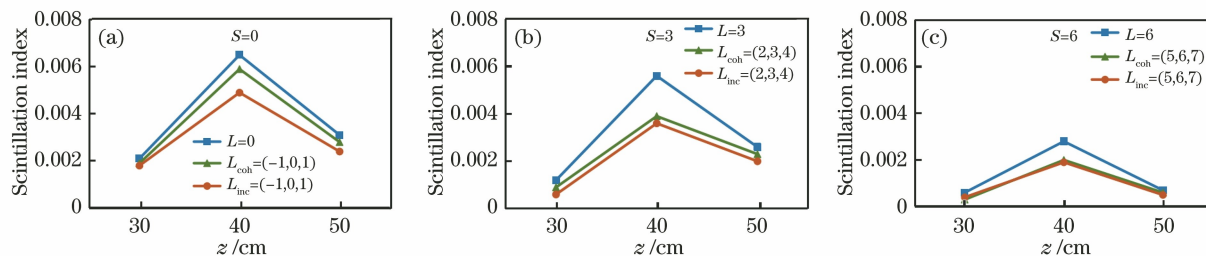 Scintillation index
0.008
0.006
0.004
0.002
0
(a)
S=0
L=0
L_coh=(−1,0,1)
L_inc=(−1,0,1)
30 40 50
z /cm
Scintillation index
0.008
0.006
0.004
0.002
0
(b)
S=3
L=3
L_coh=(2,3,4)
L_inc=(2,3,4)
30 40 50
z /cm
Scintillation index
0.008
0.006
0.004
0.002
0
(c)
S=6
L=6
L_coh=(5,6,7)
L_inc=(5,6,7)
30 40 50
z /cm